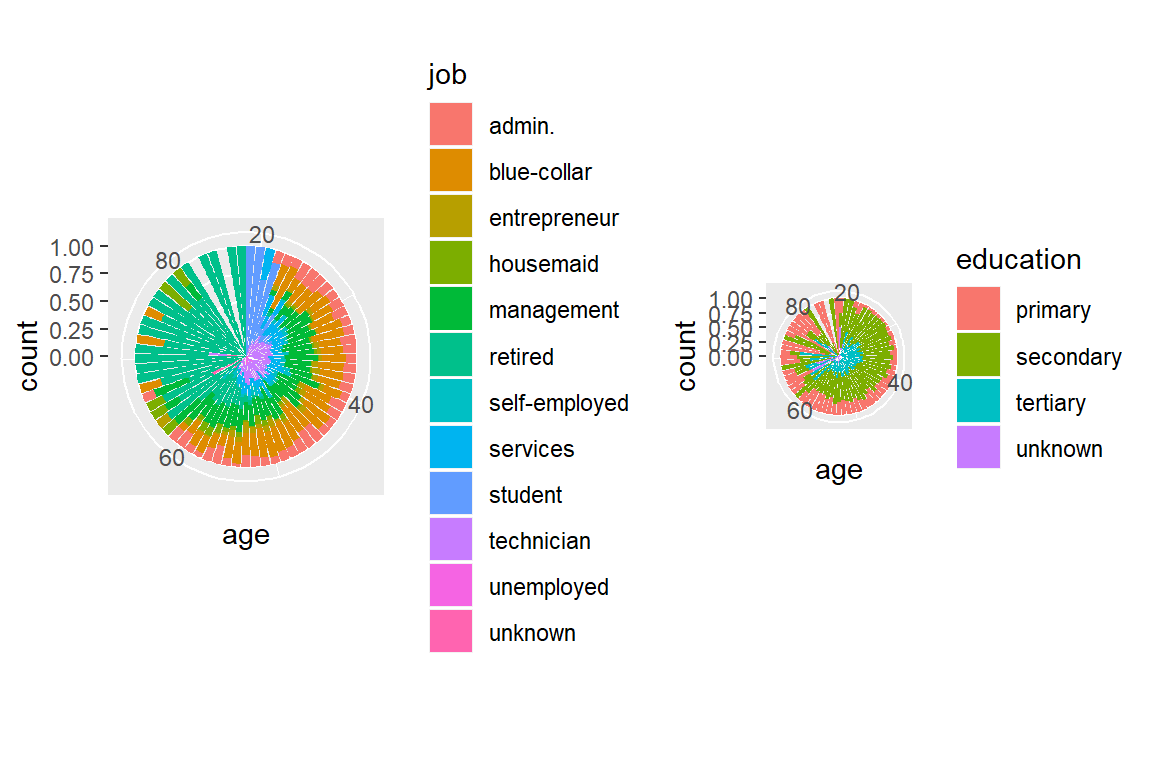 job
admin.
blue-collar
entrepreneur
housemaid
management
retired
self-employed
services
student
technician
unemployed
unknown
1.00
0.75
0.50
0.25
0.00
count
20
40
60
80
age
education
primary
secondary
tertiary
unknown
1.00
0.75
0.50
0.25
0.00
count
20
40
60
80
age